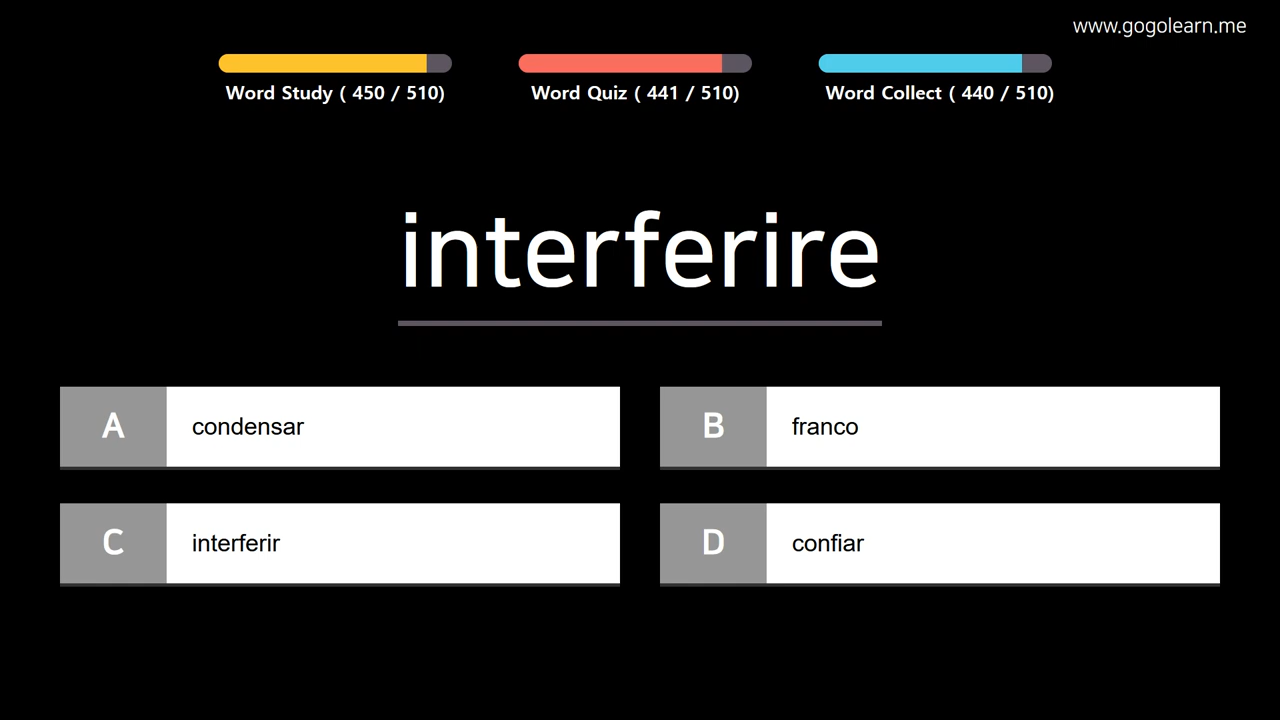 www.gogolearn.me
Word Study ( 450 / 510)
Word Quiz ( 441 / 510)
Word Collect ( 440 / 510)
interferire
A condensar
B franco
C interferir
D confiar